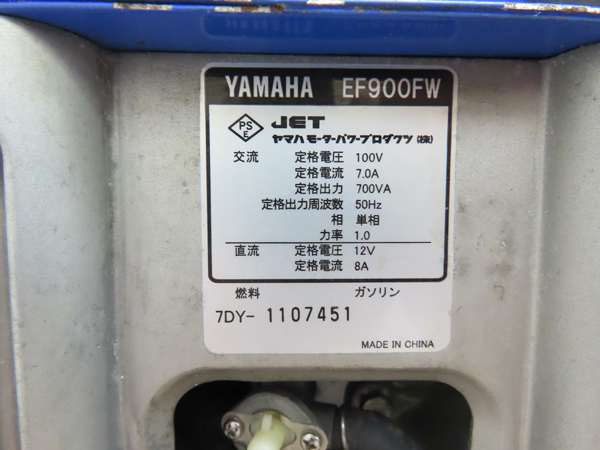 YAMAHA EF900FW
PS E JET
ヤマハモーターパワープロダクツ(株)
交流 定格電圧 100V
定格電流 7.0A
定格出力 700VA
定格出力周波数 50Hz
相 単相
力率 1.0
直流 定格電圧 12V
定格電流 8A
燃料 ガソリン
7DY- 1107451
MADE IN CHINA